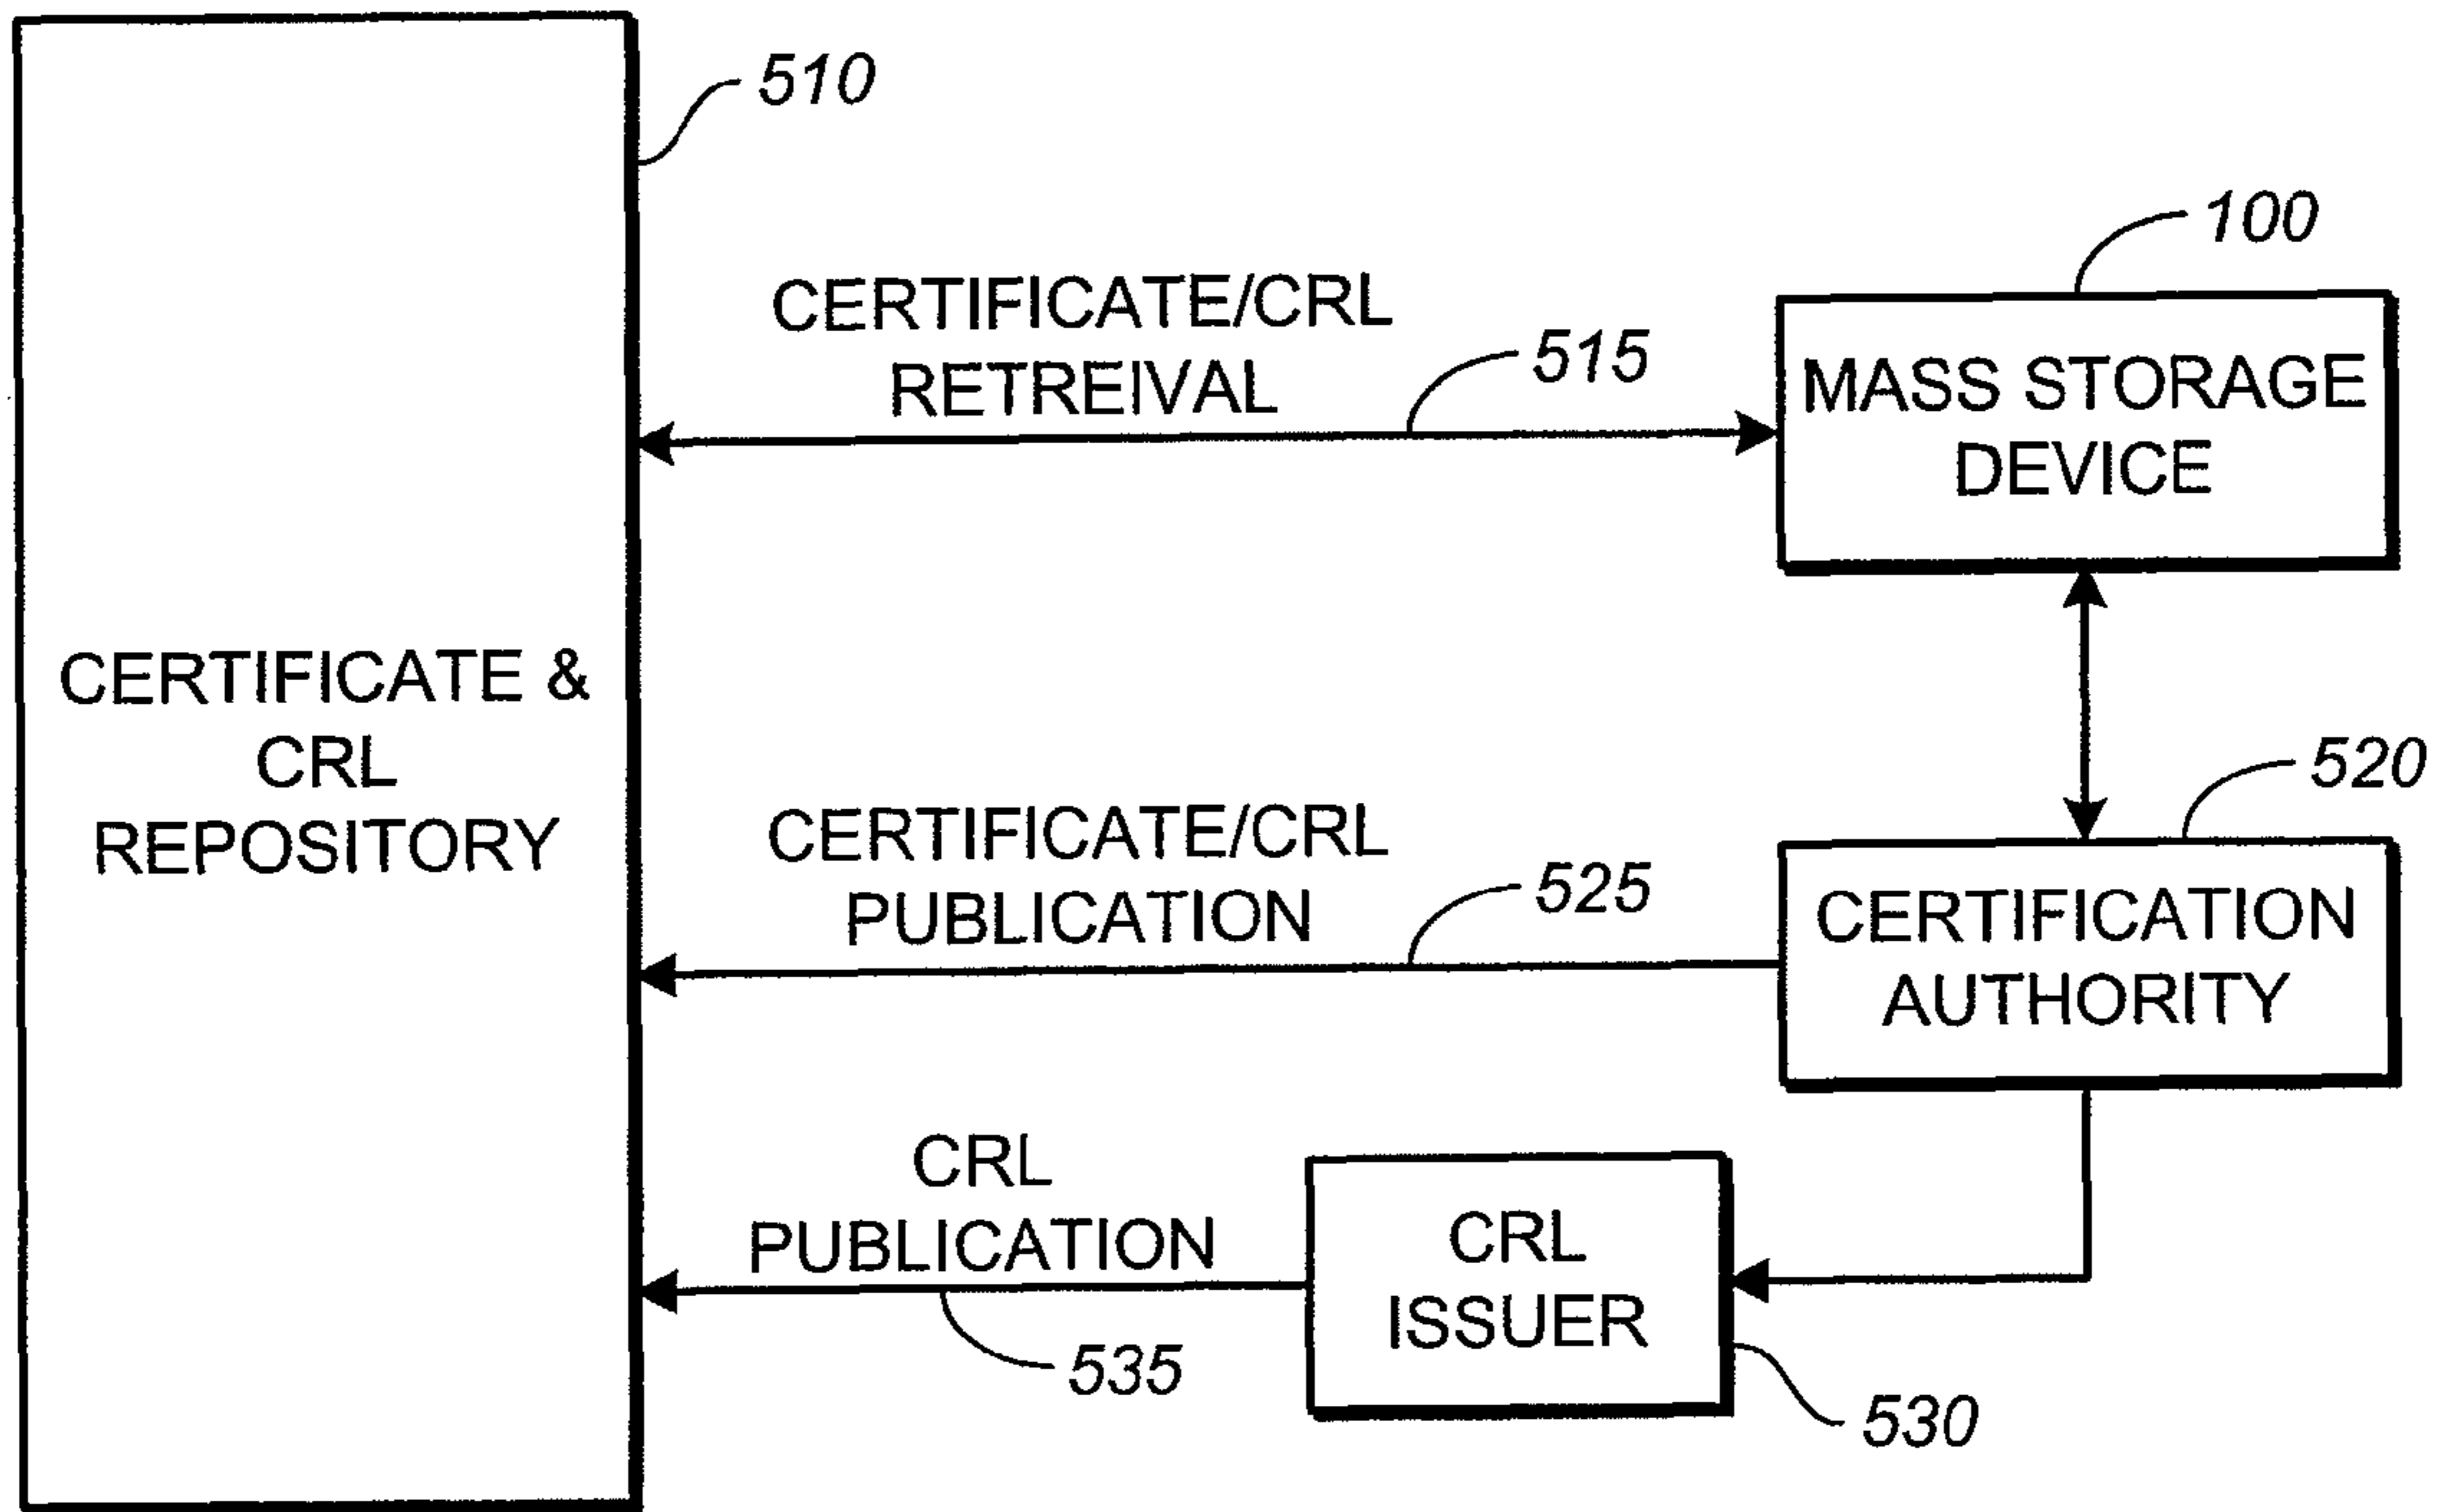 510
100
CERTIFICATE/CRL
RETREIVAL
515
MASS STORAGE
DEVICE
CERTIFICATE &
CRL
REPOSITORY
520
CERTIFICATE/CRL
PUBLICATION
525
CERTIFICATION
AUTHORITY
CRL
PUBLICATION
535
CRL
ISSUER
530